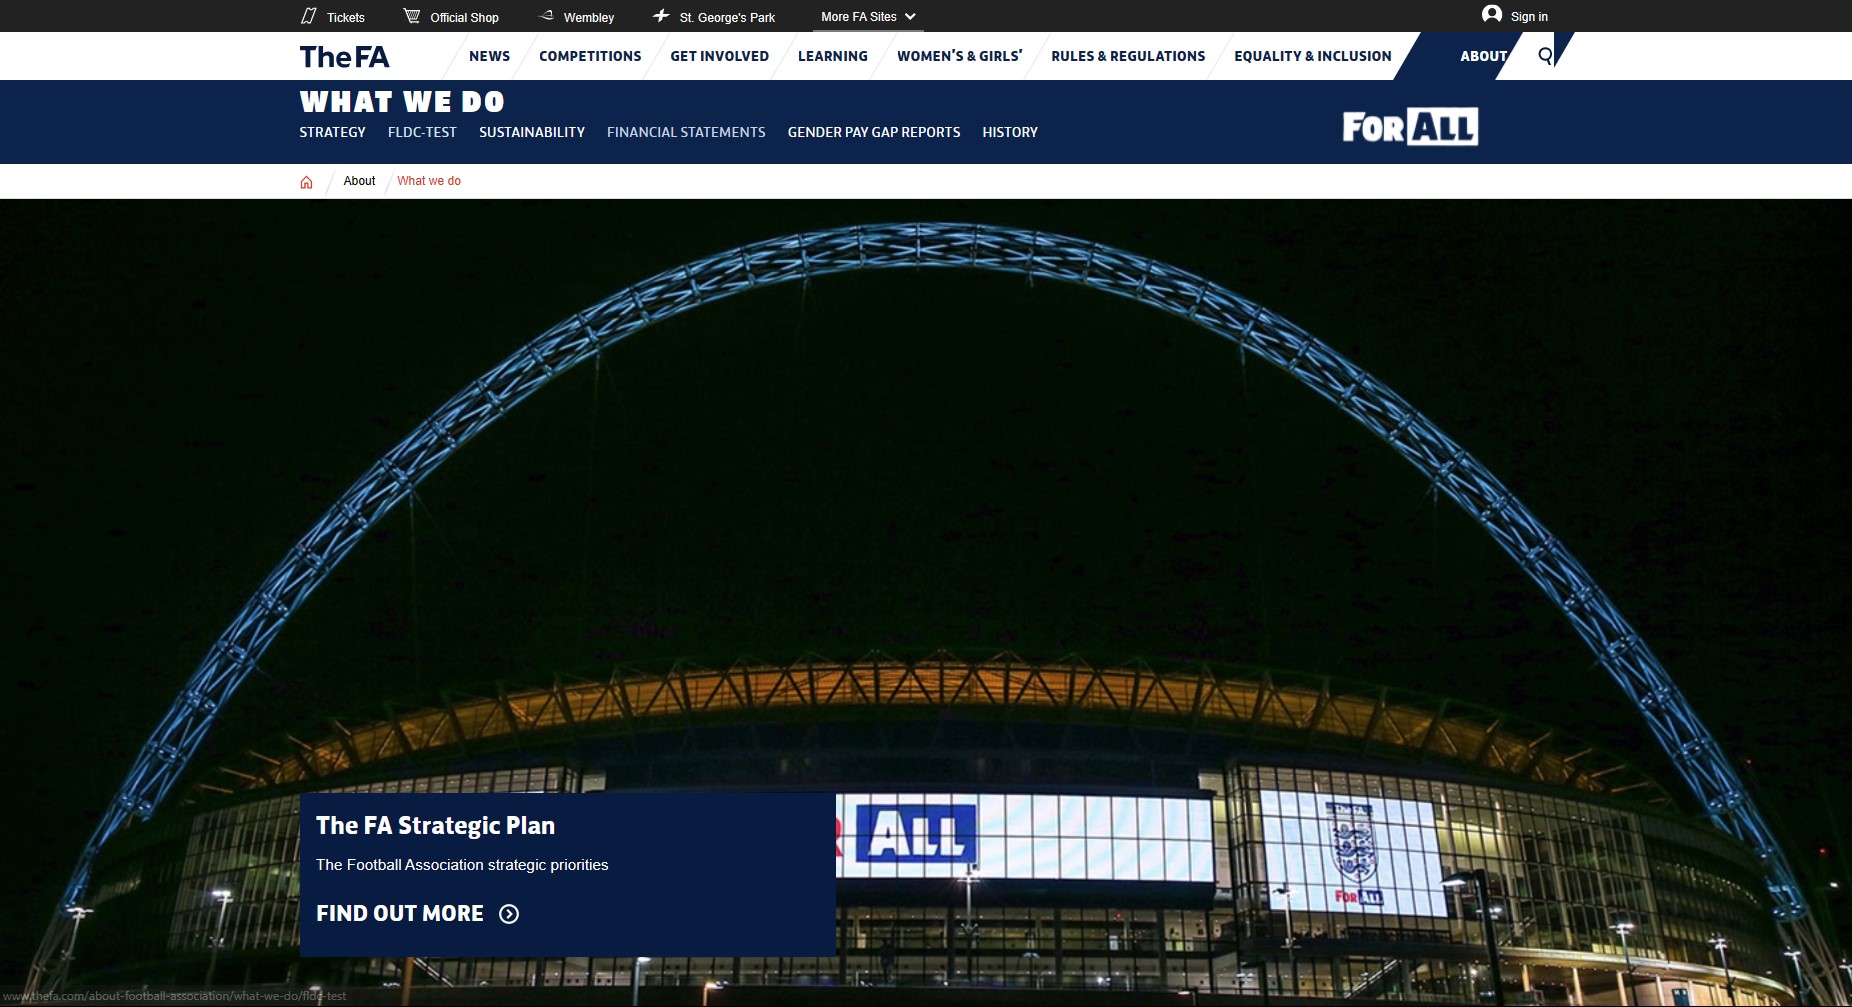 Tickets Official Shop Wembley St. George's Park More FA Sites Sign in
The FA NEWS COMPETITIONS GET INVOLVED LEARNING WOMEN'S & GIRLS' RULES & REGULATIONS EQUALITY & INCLUSION ABOUT
WHAT WE DO
STRATEGY FLDC-TEST SUSTAINABILITY FINANCIAL STATEMENTS GENDER PAY GAP REPORTS HISTORY
FOR ALL
About What we do
The FA Strategic Plan
The Football Association strategic priorities
FIND OUT MORE
R ALL
THE FA
FOR ALL
www.thefa.com/about-football-association/what-we-do/fldc-test